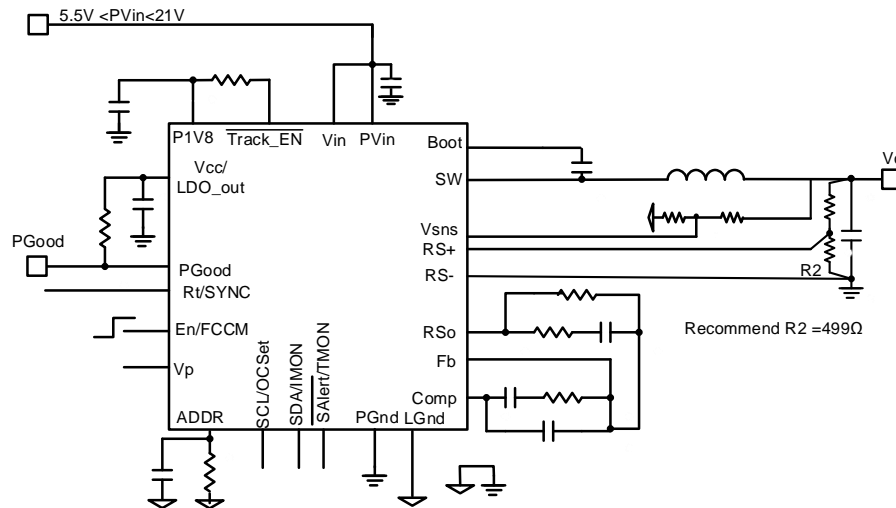 5.5V <PVin<21V
P1V8
Track_EN
Vin
PVin
Boot
Vcc/
LDO_out
SW
Vsns
RS+
PGood
PGood
RS-
R2
Rt/SYNC
En/FCCM
RSo
Recommend R2 =499Ω
Fb
Vp
Comp
ADDR
SCL/OCSet
SDA/IMON
SAlert/TMON
PGnd
LGnd